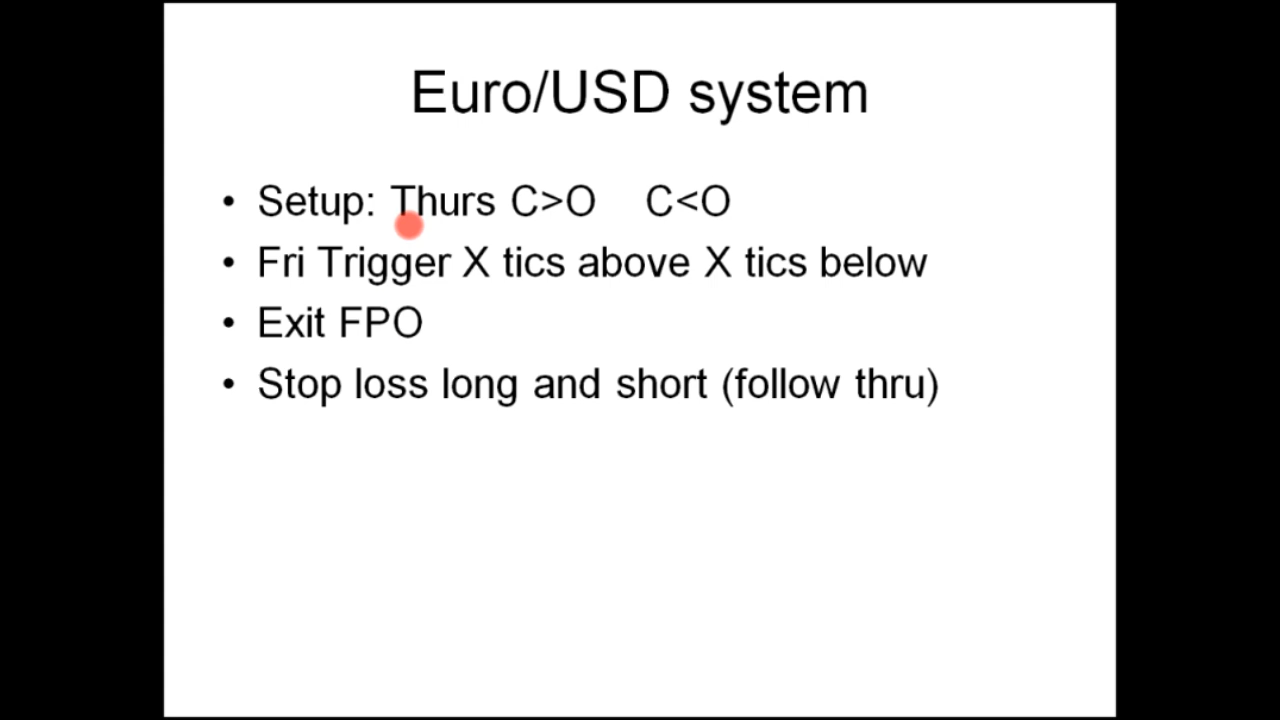 Euro/USD system
• Setup: Thurs C>O C<O
• Fri Trigger X tics above X tics below
• Exit FPO
• Stop loss long and short (follow thru)